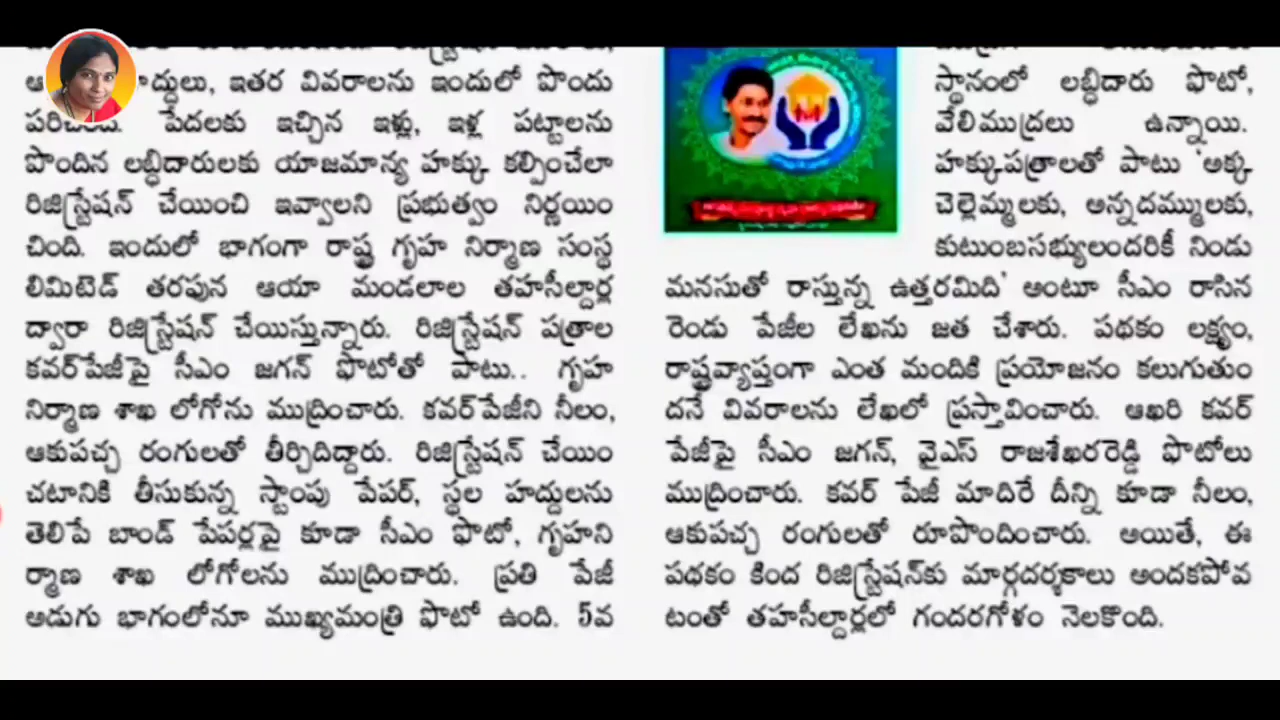 ద్దులు, ఇతర వివరాలను ఇందులో పొందు
పేదలకు ఇచ్చిన ఇళ్లు, ఇళ్ల పట్టాలను
పొందిన లబ్ధిదారులకు యాజమాన్య హక్కు కల్పించేలా
రిజిస్ట్రేషన్ చేయించి ఇవ్వాలని ప్రభుత్వం నిర్ణయిం
చింది. ఇందులో భాగంగా రాష్ట్ర గృహ నిర్మాణ సంస్థ
లిమిటెడ్ తరఫున ఆయా మండలాల తహసీల్దార్ల
ద్వారా రిజిస్ట్రేషన్ చేయిస్తున్నారు. రిజిస్ట్రేషన్ పత్రాల
కవర్‌పేజీపై సీఎం జగన్ ఫొటోతో పాటు.. గృహ
నిర్మాణ శాఖ లోగోను ముద్రించారు. కవర్‌పేజీని నీలం,
ఆకుపచ్చ రంగులతో తీర్చిదిద్దారు. రిజిస్ట్రేషన్ చేయిం
చటానికి తీసుకున్న స్టాంపు పేపర్, స్థల హద్దులను
తెలిపే బాండ్ పేపర్లపై కూడా సీఎం ఫొటో, గృహని
ర్మాణ శాఖ లోగోలను ముద్రించారు. ప్రతి పేజీ
అడుగు భాగంలోనూ ముఖ్యమంత్రి ఫొటో ఉంది. 5వ
స్థానంలో లబ్ధిదారు ఫొటో,
వేలిముద్రలు ఉన్నాయి.
హక్కుపత్రాలతో పాటు 'అక్క
చెల్లెమ్మలకు, అన్నదమ్ములకు,
కుటుంబసభ్యులందరికీ నిండు
మనసుతో రాస్తున్న ఉత్తరమిది' అంటూ సీఎం రాసిన
రెండు పేజీల లేఖను జత చేశారు. పథకం లక్ష్యం,
రాష్ట్రవ్యాప్తంగా ఎంత మందికి ప్రయోజనం కలుగుతుం
దనే వివరాలను లేఖలో ప్రస్తావించారు. ఆఖరి కవర్
పేజీపై సీఎం జగన్, వైఎస్ రాజశేఖరరెడ్డి ఫొటోలు
ముద్రించారు. కవర్ పేజీ మాదిరే దీన్ని కూడా నీలం,
ఆకుపచ్చ రంగులతో రూపొందించారు. అయితే, ఈ
పథకం కింద రిజిస్ట్రేషన్‌కు మార్గదర్శకాలు అందకపోవ
టంతో తహసీల్దార్లలో గందరగోళం నెలకొంది.